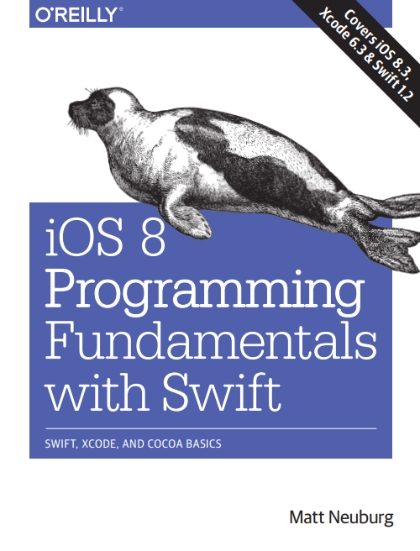 O'REILLY®
Covers iOS 8.3,
Xcode 6.3 & Swift 1.2
iOS 8
Programming
Fundamentals
with Swift
SWIFT, XCODE, AND COCOA BASICS
Matt Neuburg